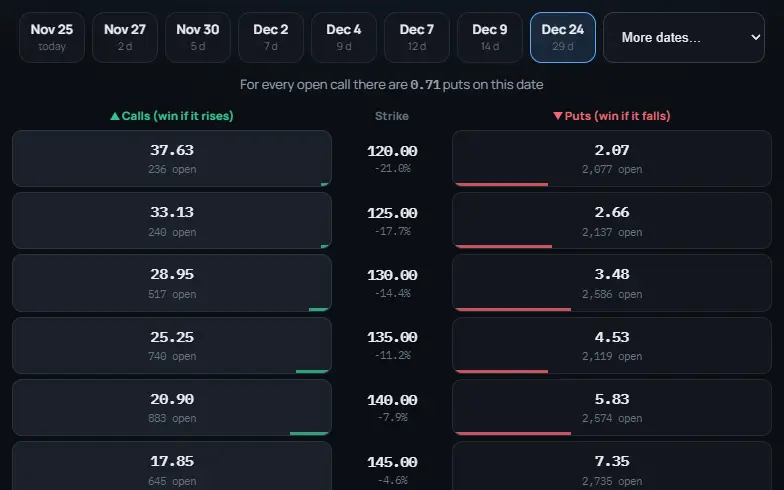 Nov 25 Nov 27 Nov 30 Dec 2 Dec 4 Dec 7 Dec 9 Dec 24 More dates...
today 2 d 5 d 7 d 9 d 12 d 14 d 29 d
For every open call there are 0.71 puts on this date
▲Calls (win if it rises) Strike ▼Puts (win if it falls)
37.63 120.00 2.07
236 open -21.0% 2,077 open
33.13 125.00 2.66
240 open -17.7% 2,137 open
28.95 130.00 3.48
517 open -14.4% 2,586 open
25.25 135.00 4.53
740 open -11.2% 2,119 open
20.90 140.00 5.83
883 open -7.9% 2,574 open
17.85 145.00 7.35
645 open -4.6% 2,735 open